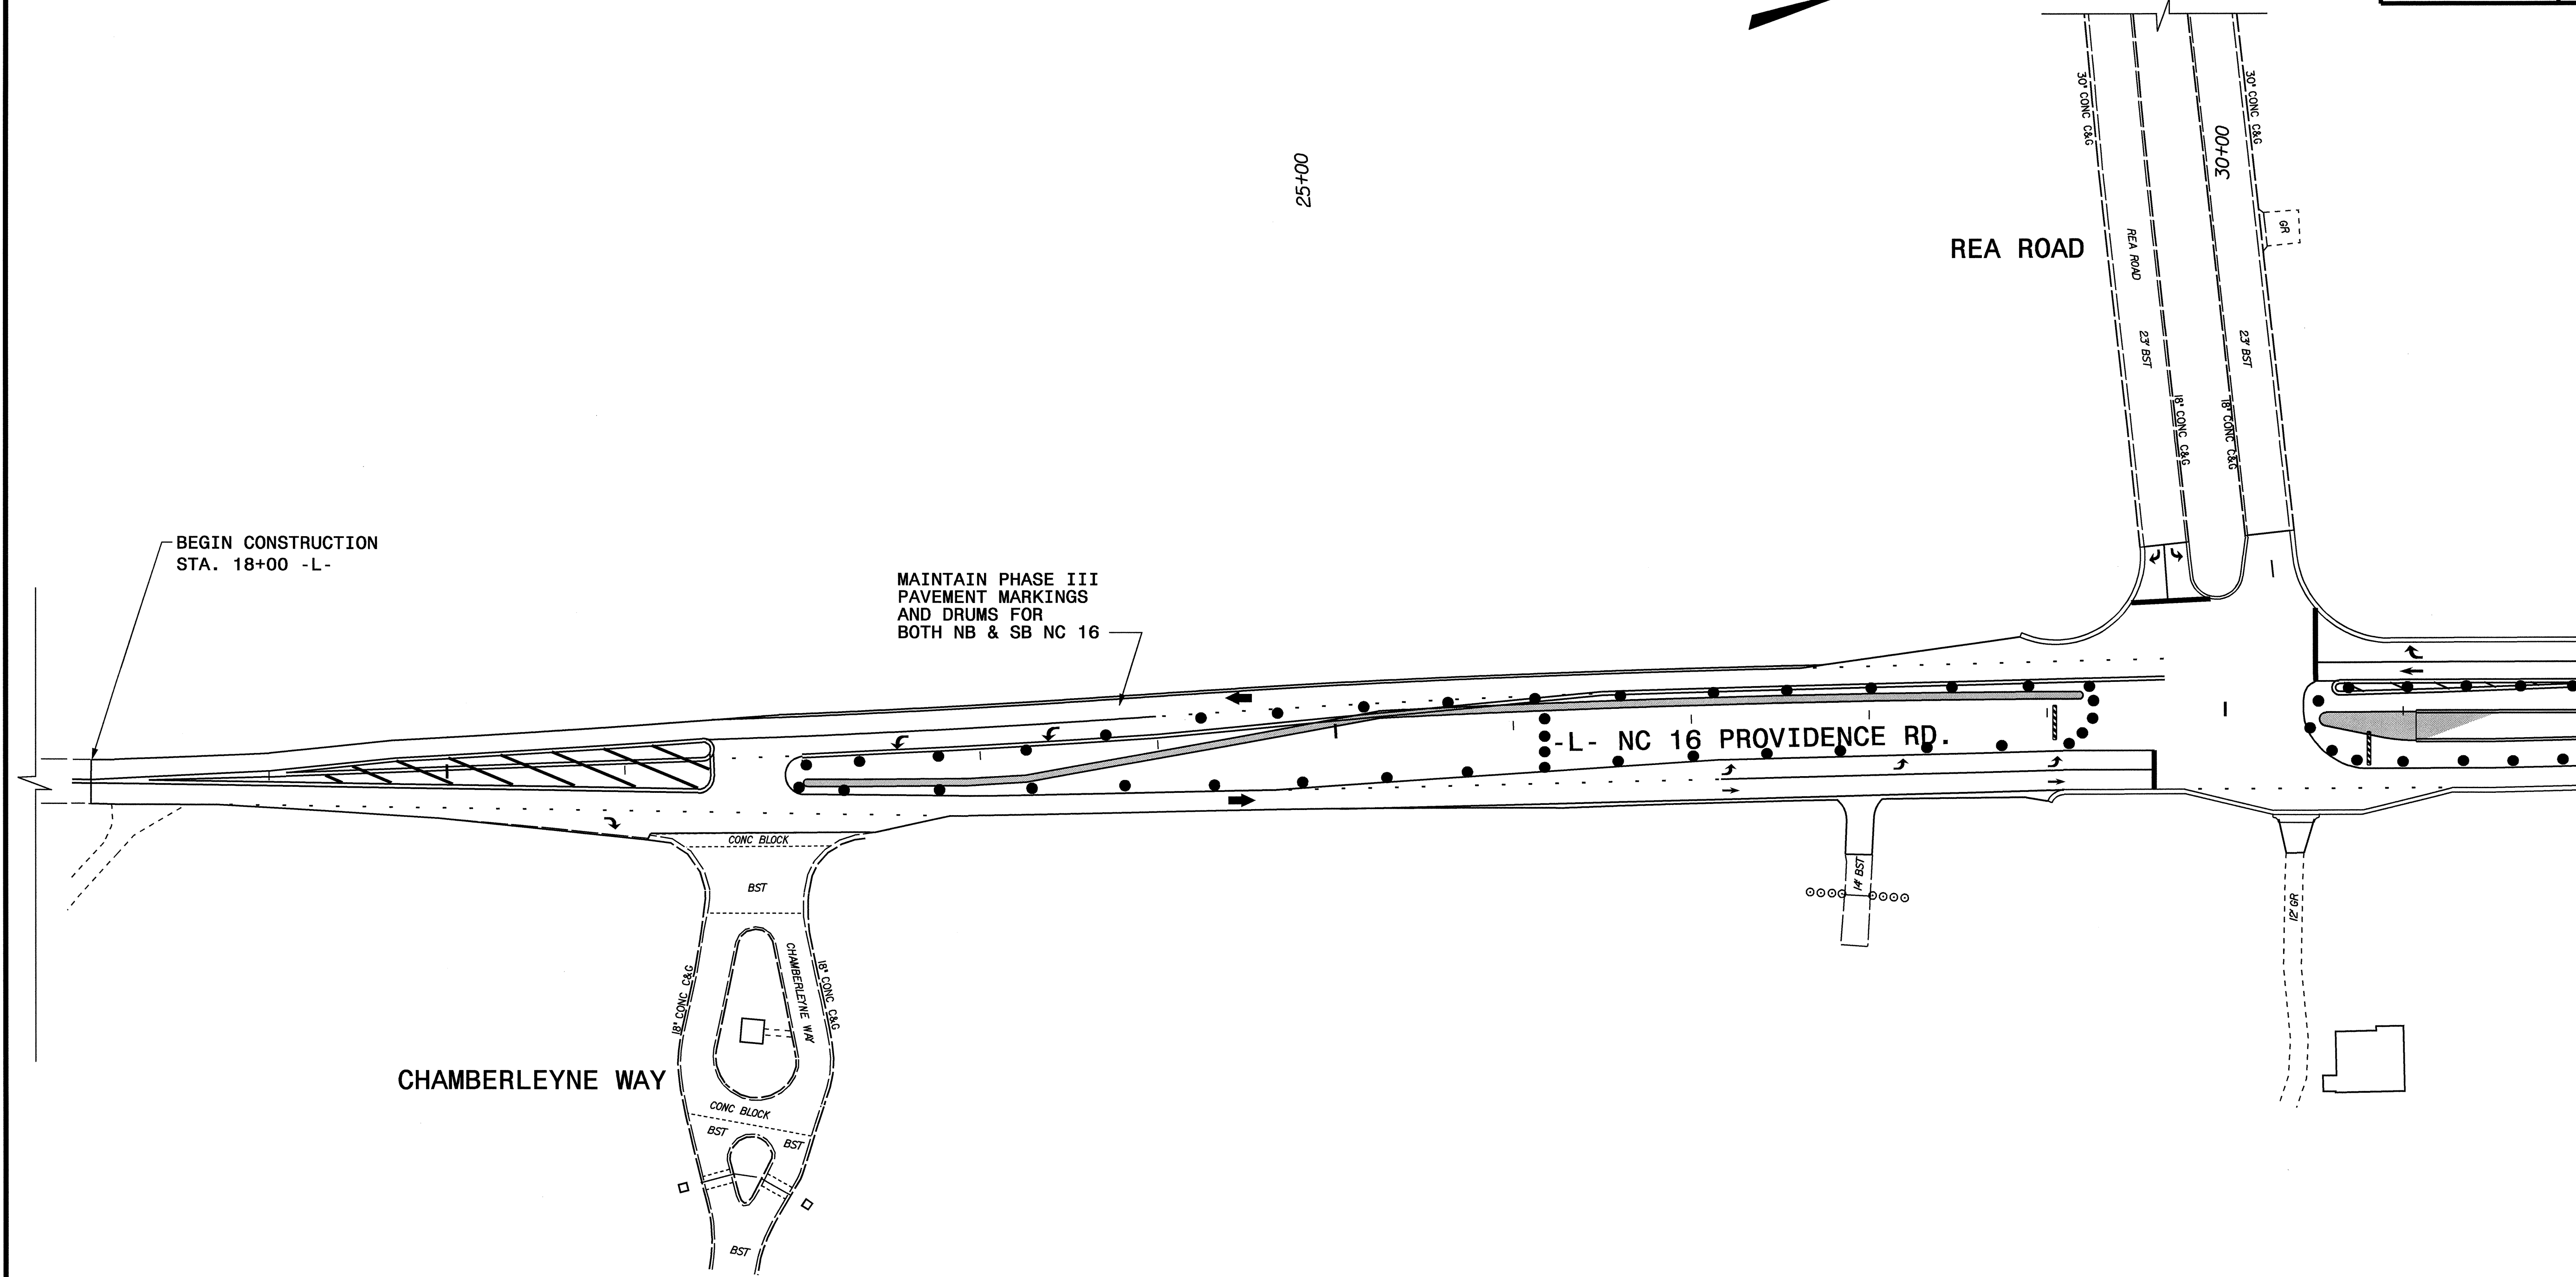 30" CONC C&G
30" CONC C&G
30+00
25+00
GR
REA ROAD
REA ROAD
23' BST
23' BST
18" CONC C&G
18" CONC C&G
BEGIN CONSTRUCTION
STA. 18+00 -L-
MAINTAIN PHASE III
PAVEMENT MARKINGS
AND DRUMS FOR
BOTH NB & SB NC 16
-L- NC 16 PROVIDENCE RD.
CONC BLOCK
BST
14' BST
12' GR
CHAMBERLEYNE WAY
18" CONC C&G
18" CONC C&G
CHAMBERLEYNE WAY
CONC BLOCK
BST
BST
BST